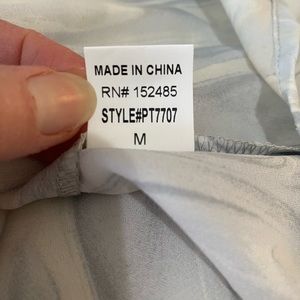 MADE IN CHINA
RN# 152485
STYLE#PT7707
M